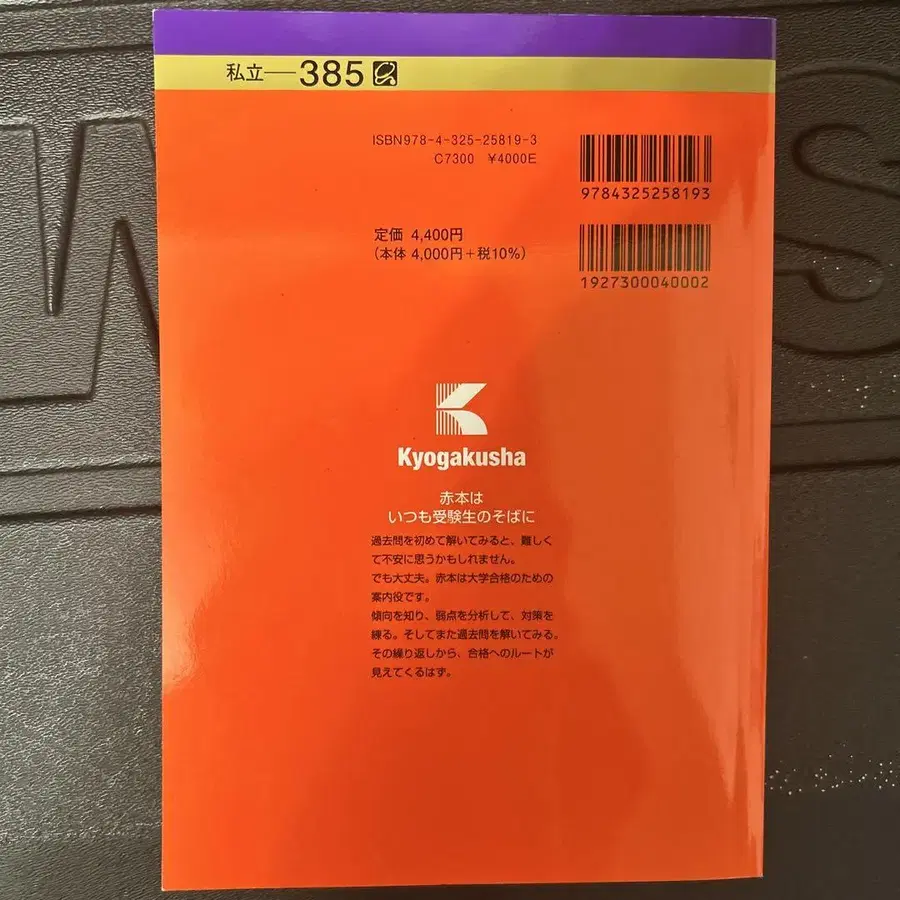 私立—385
ISBN978-4-325-25819-3
C7300 ¥4000E
9784325258193
定価 4,400円
(本体 4,000円+税10%)
1927300040002
Kyogakusha
赤本は
いつも受験生のそばに
過去問を初めて解いてみると、難しく
て不安に思うかもしれません。
でも大丈夫。赤本は大学合格のための
案内役です。
傾向を知り、弱点を分析して、対策を
練る。そしてまた過去問を解いてみる。
その繰り返しから、合格へのルートが
見えてくるはず。
W
S